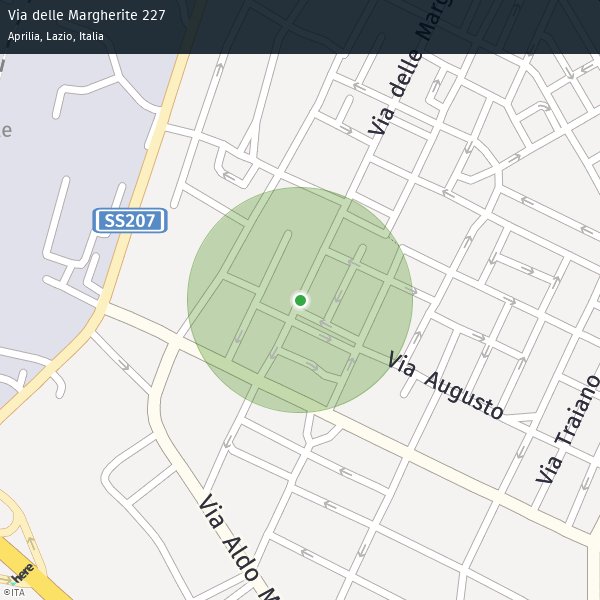 Via delle Margherite 227
Aprilia, Lazio, Italia
Via delle Marg
SS207
Via Augusto
Via Traiano
Via Aldo M
here
©ITA